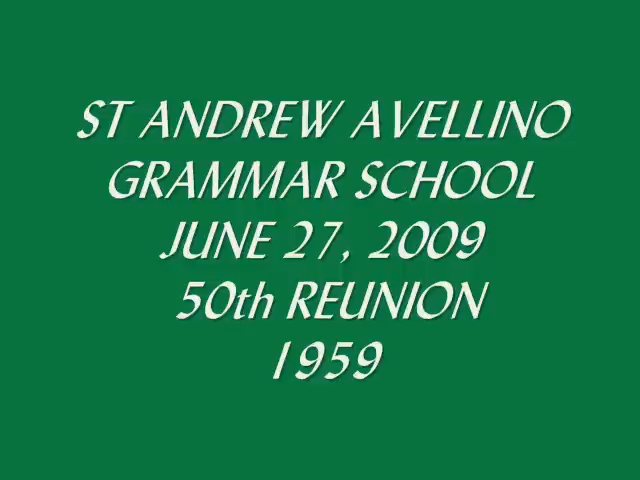 ST ANDREW AVELLINO
GRAMMAR SCHOOL
JUNE 27, 2009
50th REUNION
1959